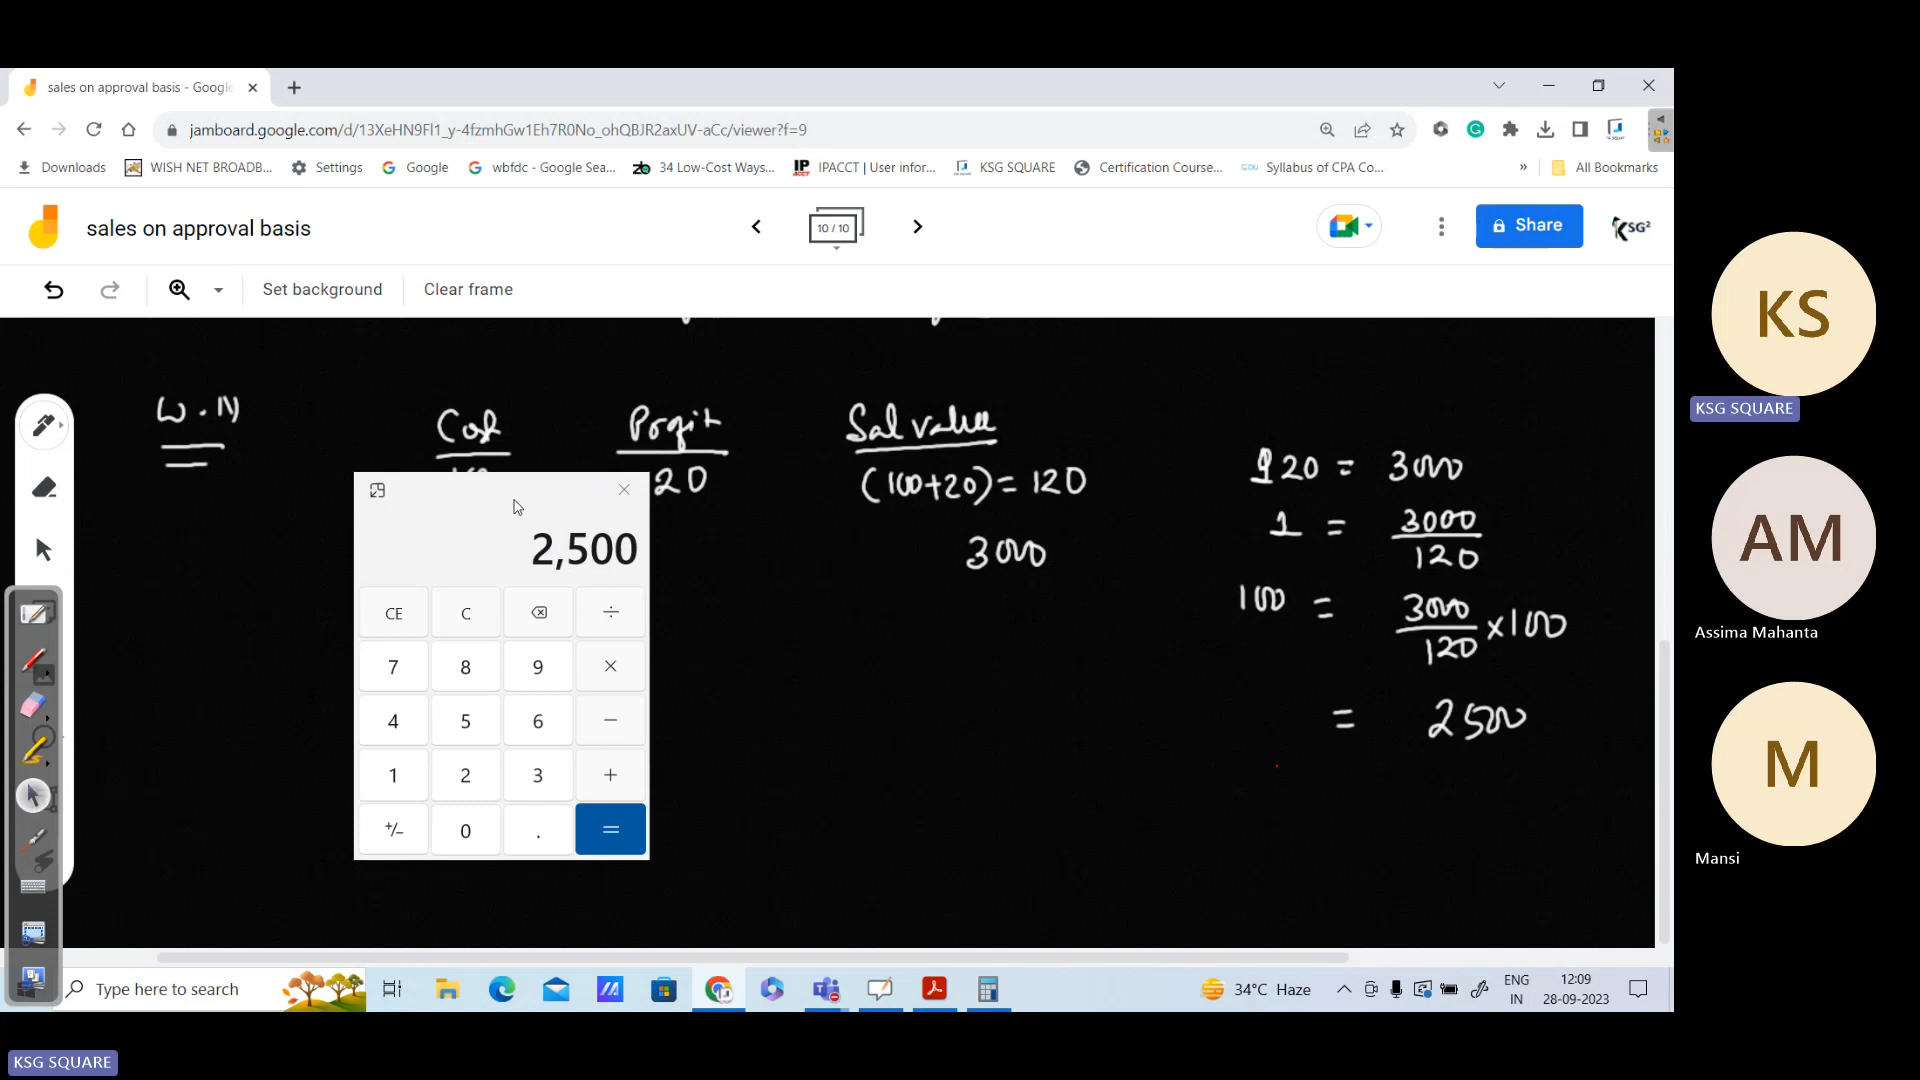 sales on approval basis - Google
jamboard.google.com/d/13XeHN9Fl1_y-4fzmhGw1Eh7R0No_ohQBJR2axUV-aCc/viewer?f=9
Downloads WISH NET BROADB... Settings Google wbfdc - Google Sea... 34 Low-Cost Ways... IPACCT | User infor... KSG SQUARE Certification Course... Syllabus of CPA Co... » All Bookmarks
sales on approval basis
10 / 10
Share
KSG²
Set background
Clear frame
W.N
Cost Profit Sal value
20 (100+20) = 120
3000
120 = 3000
1 = 3000
120
100 = 3000
120 ×100
= 2500
2,500
CE C ÷
7 8 9 ×
4 5 6 −
1 2 3 +
+/− 0 . =
KS
KSG SQUARE
AM
Assima Mahanta
M
Mansi
Type here to search
34°C Haze
ENG
IN
12:09
28-09-2023
KSG SQUARE